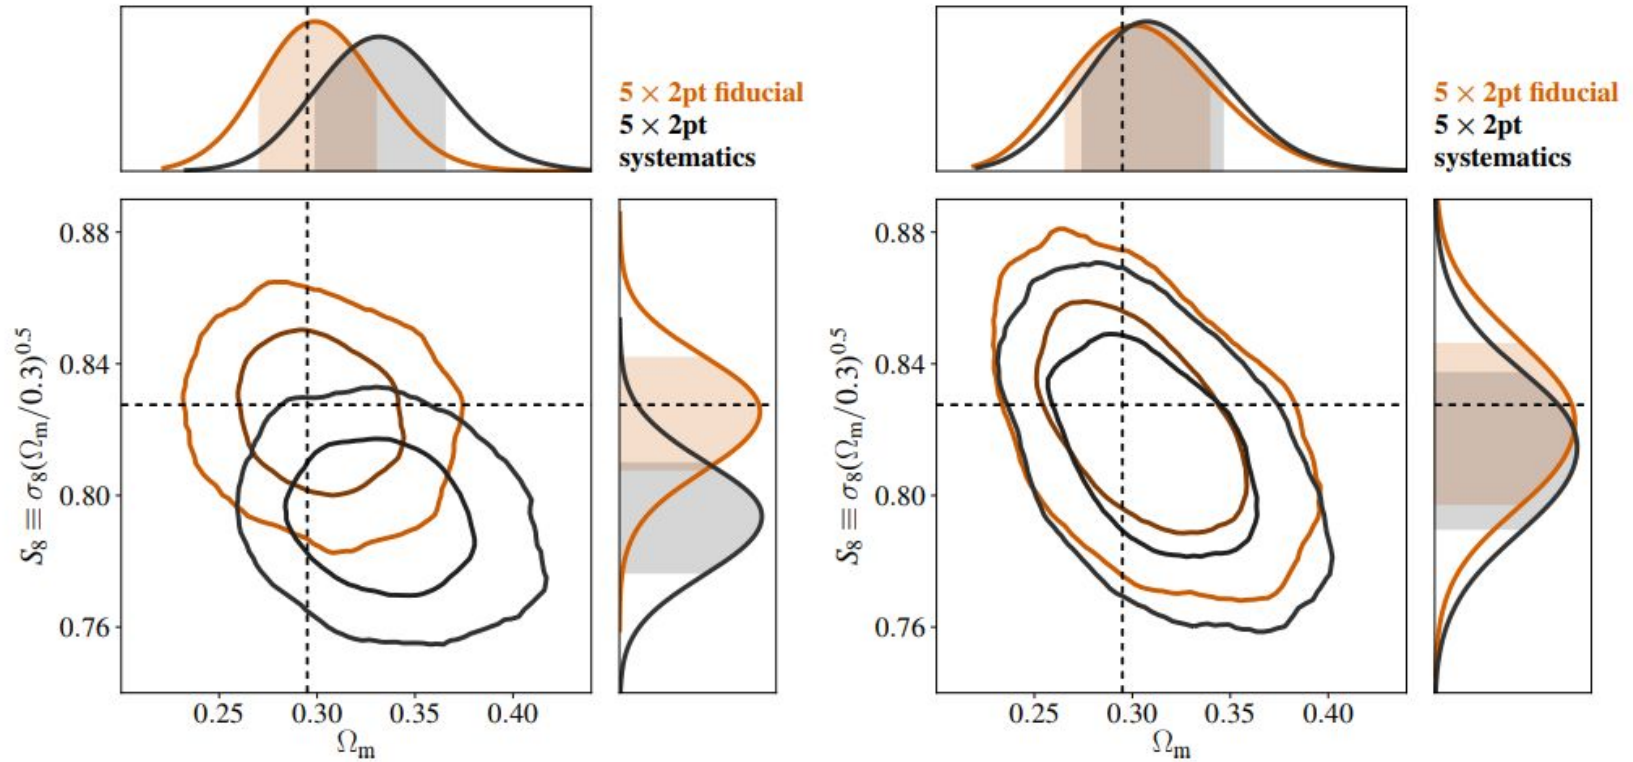 5 × 2pt fiducial
5 × 2pt
systematics
0.88
0.84
0.80
0.76
S₈ ≡ σ₈(Ωₘ/0.3)⁰·⁵
0.25 0.30 0.35 0.40
Ωₘ
5 × 2pt fiducial
5 × 2pt
systematics
0.88
0.84
0.80
0.76
S₈ ≡ σ₈(Ωₘ/0.3)⁰·⁵
0.25 0.30 0.35 0.40
Ωₘ